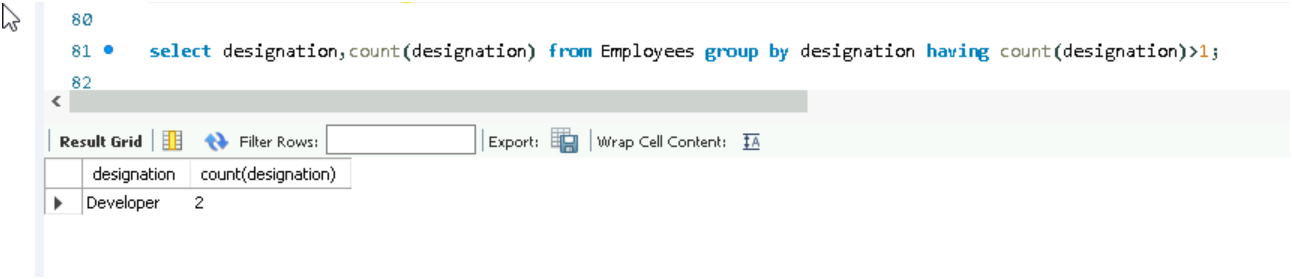 80
81 select designation,count(designation) from Employees group by designation having count(designation)>1;
82
Result Grid Filter Rows: Export: Wrap Cell Content: IA
designation count(designation)
Developer 2